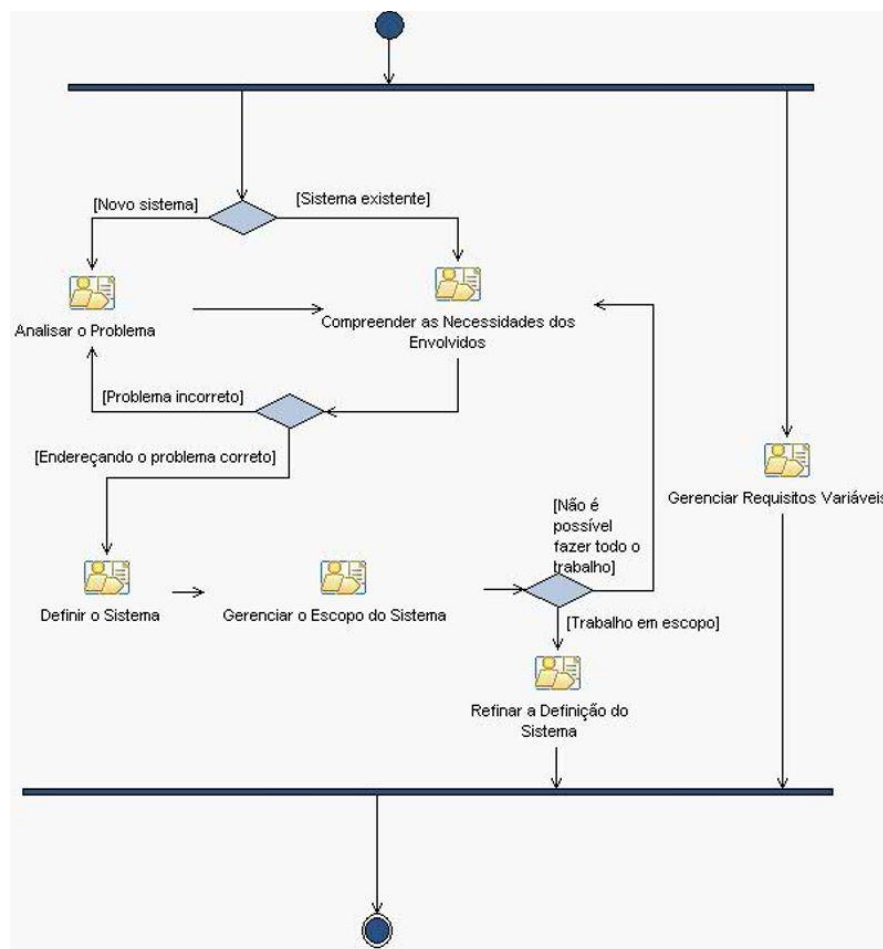 [Novo sistema]
[Sistema existente]
Analisar o Problema
Compreender as Necessidades dos
Envolvidos
[Problema incorreto]
[Endereçando o problema correto]
Gerenciar Requisitos Variáveis
[Não é
possível
fazer todo o
trabalho]
Definir o Sistema
Gerenciar o Escopo do Sistema
[Trabalho em escopo]
Refinar a Definição do
Sistema